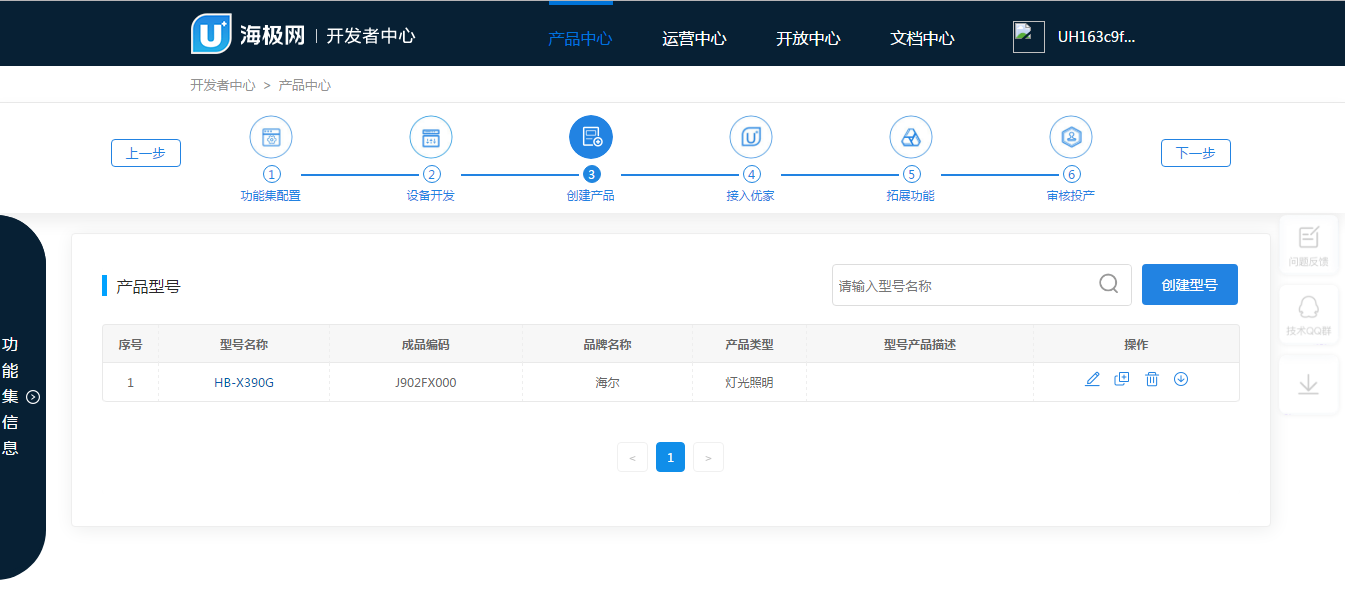 海极网 | 开发者中心 产品中心 运营中心 开放中心 文档中心 UH163c9f...
开发者中心 > 产品中心
上一步 下一步
1 2 3 4 5 6
功能集配置 设备开发 创建产品 接入优家 拓展功能 审核投产
功能集信息
问题反馈
技术QQ群
产品型号 请输入型号名称 创建型号
序号 型号名称 成品编码 品牌名称 产品类型 型号产品描述 操作
1 HB-X390G J902FX000 海尔 灯光照明
< 1 >